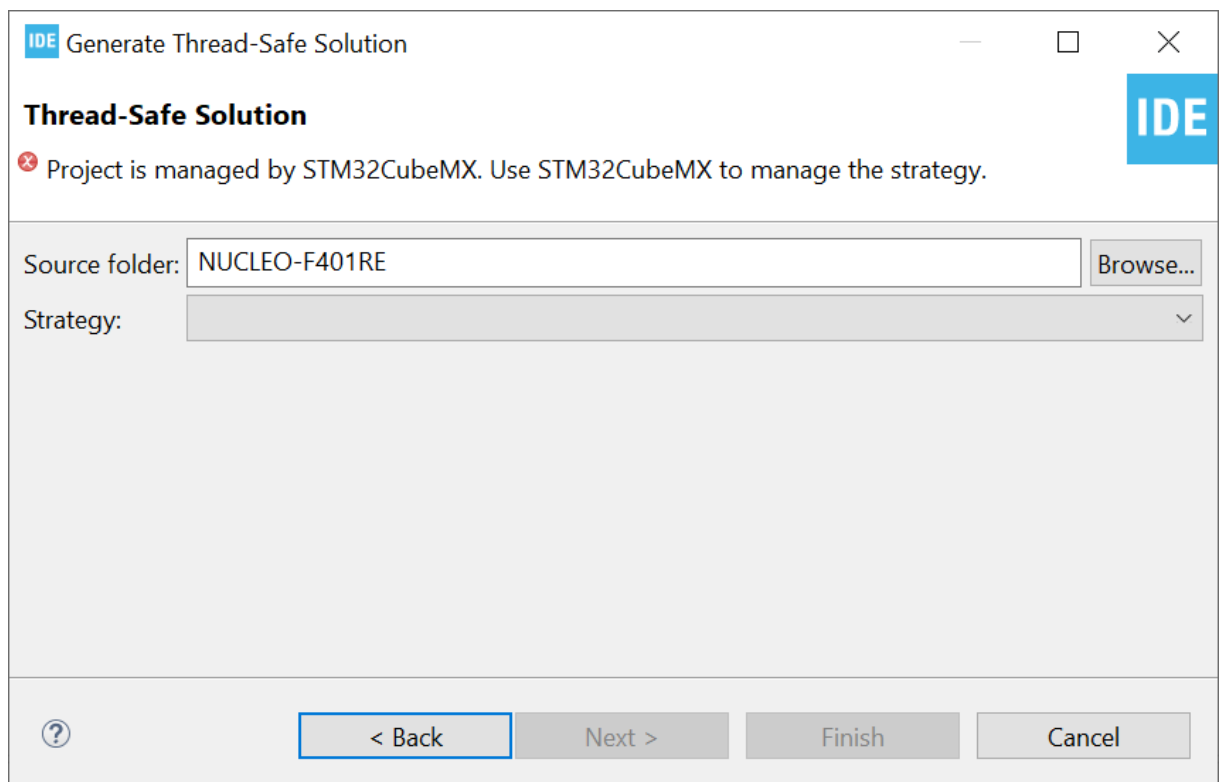 IDE Generate Thread-Safe Solution
Thread-Safe Solution
IDE
Project is managed by STM32CubeMX. Use STM32CubeMX to manage the strategy.
Source folder: NUCLEO-F401RE Browse...
Strategy:
? < Back Next > Finish Cancel